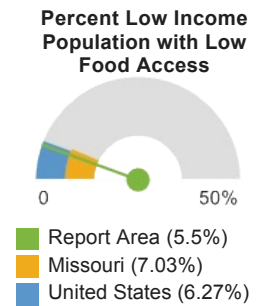 Percent Low Income
Population with Low
Food Access
0
50%
Report Area (5.5%)
Missouri (7.03%)
United States (6.27%)